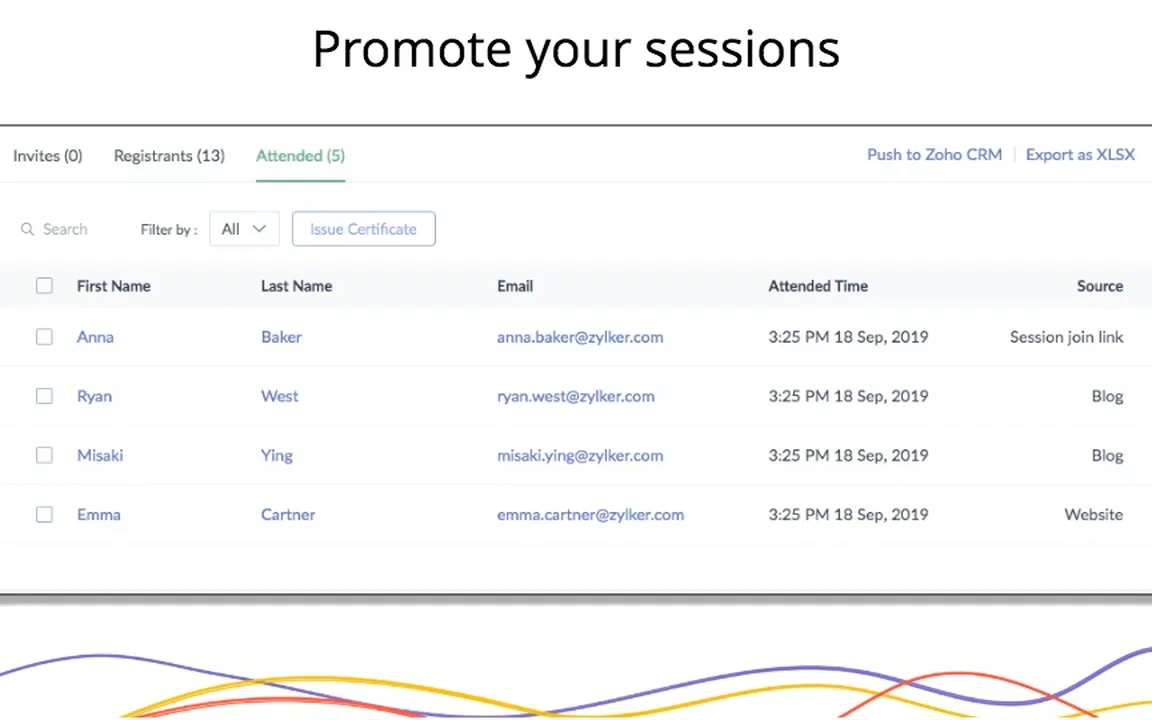 Promote your sessions
Invites (0) Registrants (13) Attended (5) Push to Zoho CRM Export as XLSX
Search Filter by : All Issue Certificate
First Name Last Name Email Attended Time Source
Anna Baker anna.baker@zylker.com 3:25 PM 18 Sep, 2019 Session join link
Ryan West ryan.west@zylker.com 3:25 PM 18 Sep, 2019 Blog
Misaki Ying misaki.ying@zylker.com 3:25 PM 18 Sep, 2019 Blog
Emma Cartner emma.cartner@zylker.com 3:25 PM 18 Sep, 2019 Website